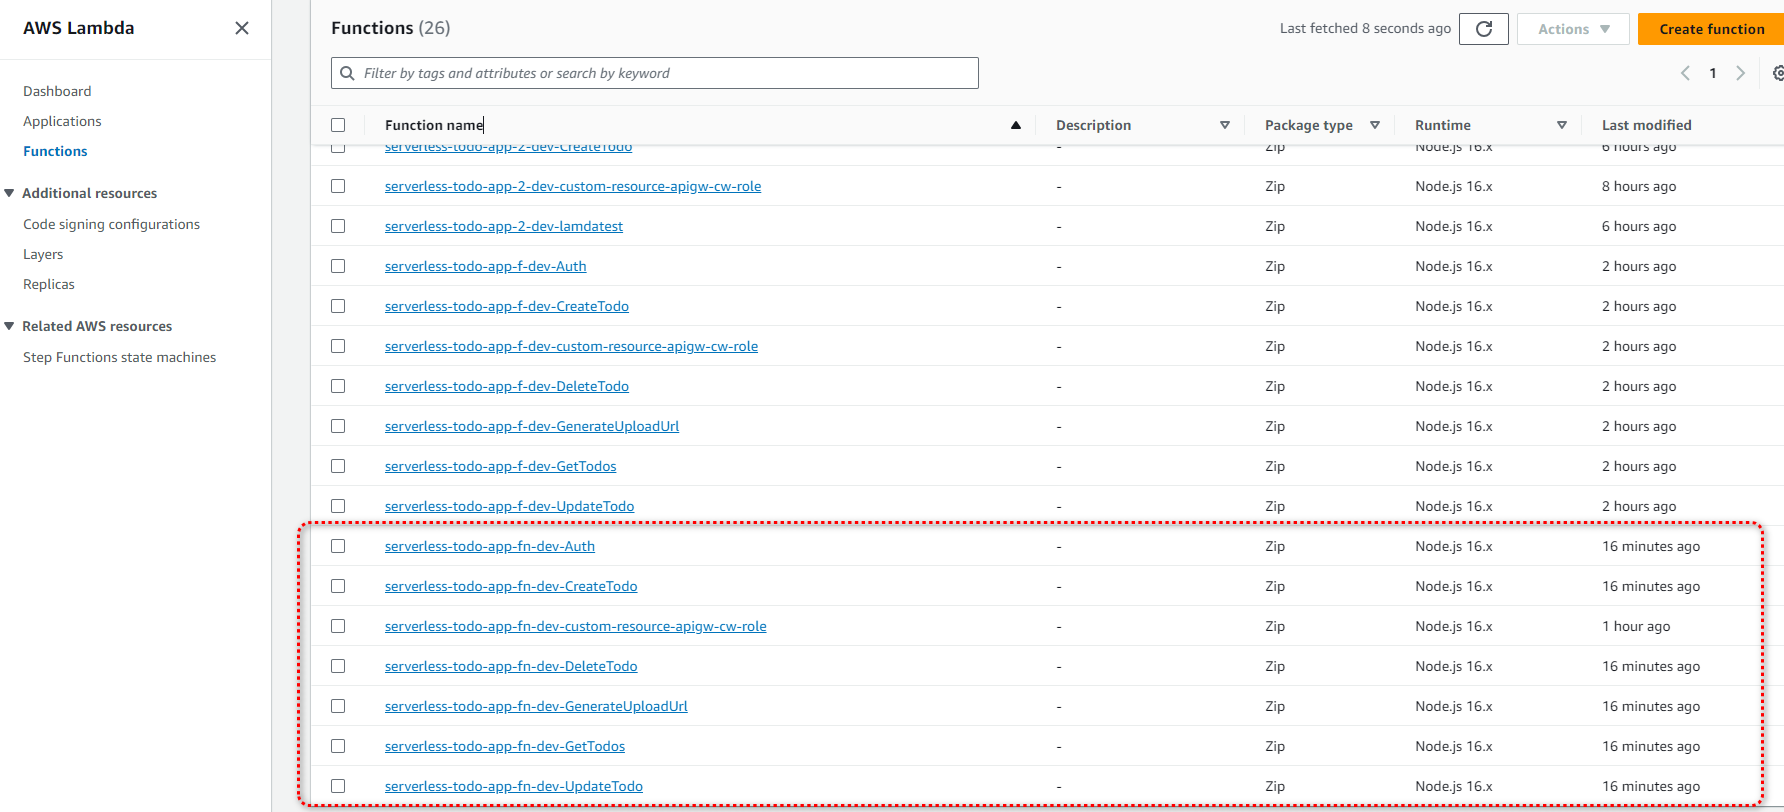 AWS Lambda
Dashboard
Applications
Functions
Additional resources
Code signing configurations
Layers
Replicas
Related AWS resources
Step Functions state machines
Functions (26)
Last fetched 8 seconds ago
Actions
Create function
Filter by tags and attributes or search by keyword
1
Function name Description Package type Runtime Last modified
serverless-todo-app-2-dev-CreateTodo - Zip Node.js 16.x 6 hours ago
serverless-todo-app-2-dev-custom-resource-apigw-cw-role - Zip Node.js 16.x 8 hours ago
serverless-todo-app-2-dev-lamdatest - Zip Node.js 16.x 6 hours ago
serverless-todo-app-f-dev-Auth - Zip Node.js 16.x 2 hours ago
serverless-todo-app-f-dev-CreateTodo - Zip Node.js 16.x 2 hours ago
serverless-todo-app-f-dev-custom-resource-apigw-cw-role - Zip Node.js 16.x 2 hours ago
serverless-todo-app-f-dev-DeleteTodo - Zip Node.js 16.x 2 hours ago
serverless-todo-app-f-dev-GenerateUploadUrl - Zip Node.js 16.x 2 hours ago
serverless-todo-app-f-dev-GetTodos - Zip Node.js 16.x 2 hours ago
serverless-todo-app-f-dev-UpdateTodo - Zip Node.js 16.x 2 hours ago
serverless-todo-app-fn-dev-Auth - Zip Node.js 16.x 16 minutes ago
serverless-todo-app-fn-dev-CreateTodo - Zip Node.js 16.x 16 minutes ago
serverless-todo-app-fn-dev-custom-resource-apigw-cw-role - Zip Node.js 16.x 1 hour ago
serverless-todo-app-fn-dev-DeleteTodo - Zip Node.js 16.x 16 minutes ago
serverless-todo-app-fn-dev-GenerateUploadUrl - Zip Node.js 16.x 16 minutes ago
serverless-todo-app-fn-dev-GetTodos - Zip Node.js 16.x 16 minutes ago
serverless-todo-app-fn-dev-UpdateTodo - Zip Node.js 16.x 16 minutes ago